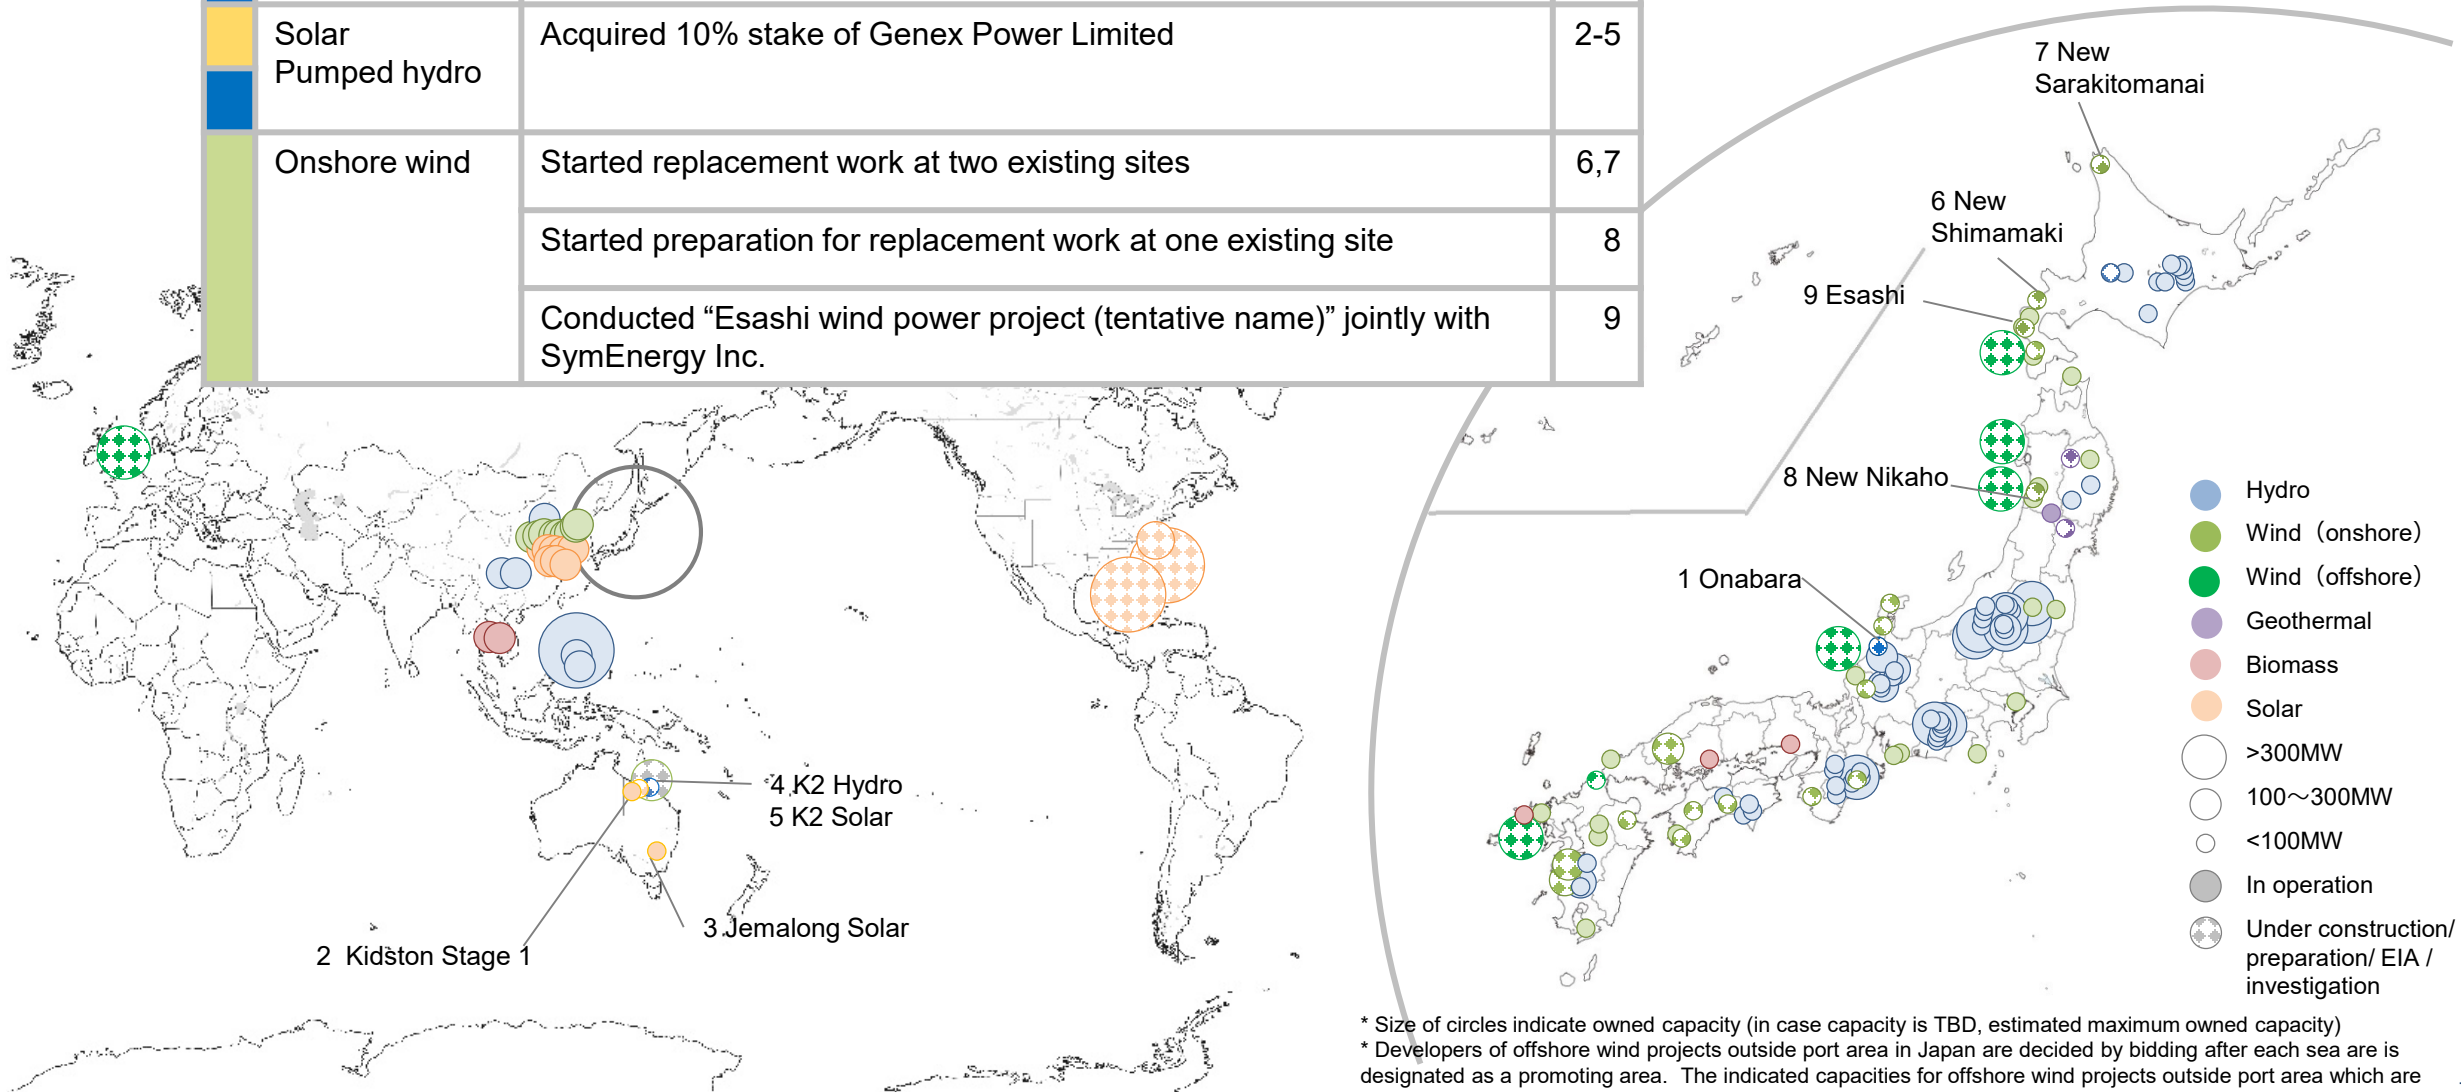 Solar
Pumped hydro
Acquired 10% stake of Genex Power Limited
2-5
Onshore wind
Started replacement work at two existing sites
6,7
Started preparation for replacement work at one existing site
8
Conducted “Esashi wind power project (tentative name)” jointly with
SymEnergy Inc.
9
7 New
Sarakitomanai
6 New
Shimamaki
9 Esashi
8 New Nikaho
1 Onabara
4 K2 Hydro
5 K2 Solar
3 Jemalong Solar
2 Kidston Stage 1
Hydro
Wind（onshore）
Wind（offshore）
Geothermal
Biomass
Solar
>300MW
100～300MW
<100MW
In operation
Under construction/
preparation/ EIA /
investigation
* Size of circles indicate owned capacity (in case capacity is TBD, estimated maximum owned capacity)
* Developers of offshore wind projects outside port area in Japan are decided by bidding after each sea are is
designated as a promoting area. The indicated capacities for offshore wind projects outside port area which are